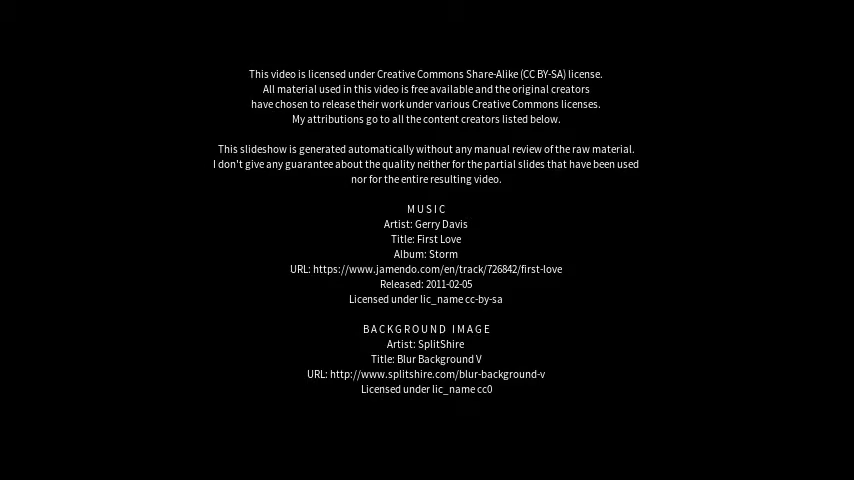 This video is licensed under Creative Commons Share-Alike (CC BY-SA) license.
All material used in this video is free available and the original creators
have chosen to release their work under various Creative Commons licenses.
My attributions go to all the content creators listed below.
This slideshow is generated automatically without any manual review of the raw material.
I don't give any guarantee about the quality neither for the partial slides that have been used
nor for the entire resulting video.
MUSIC
Artist: Gerry Davis
Title: First Love
Album: Storm
URL: https://www.jamendo.com/en/track/726842/first-love
Released: 2011-02-05
Licensed under lic_name cc-by-sa
BACKGROUND IMAGE
Artist: SplitShire
Title: Blur Background V
URL: http://www.splitshire.com/blur-background-v
Licensed under lic_name cc0